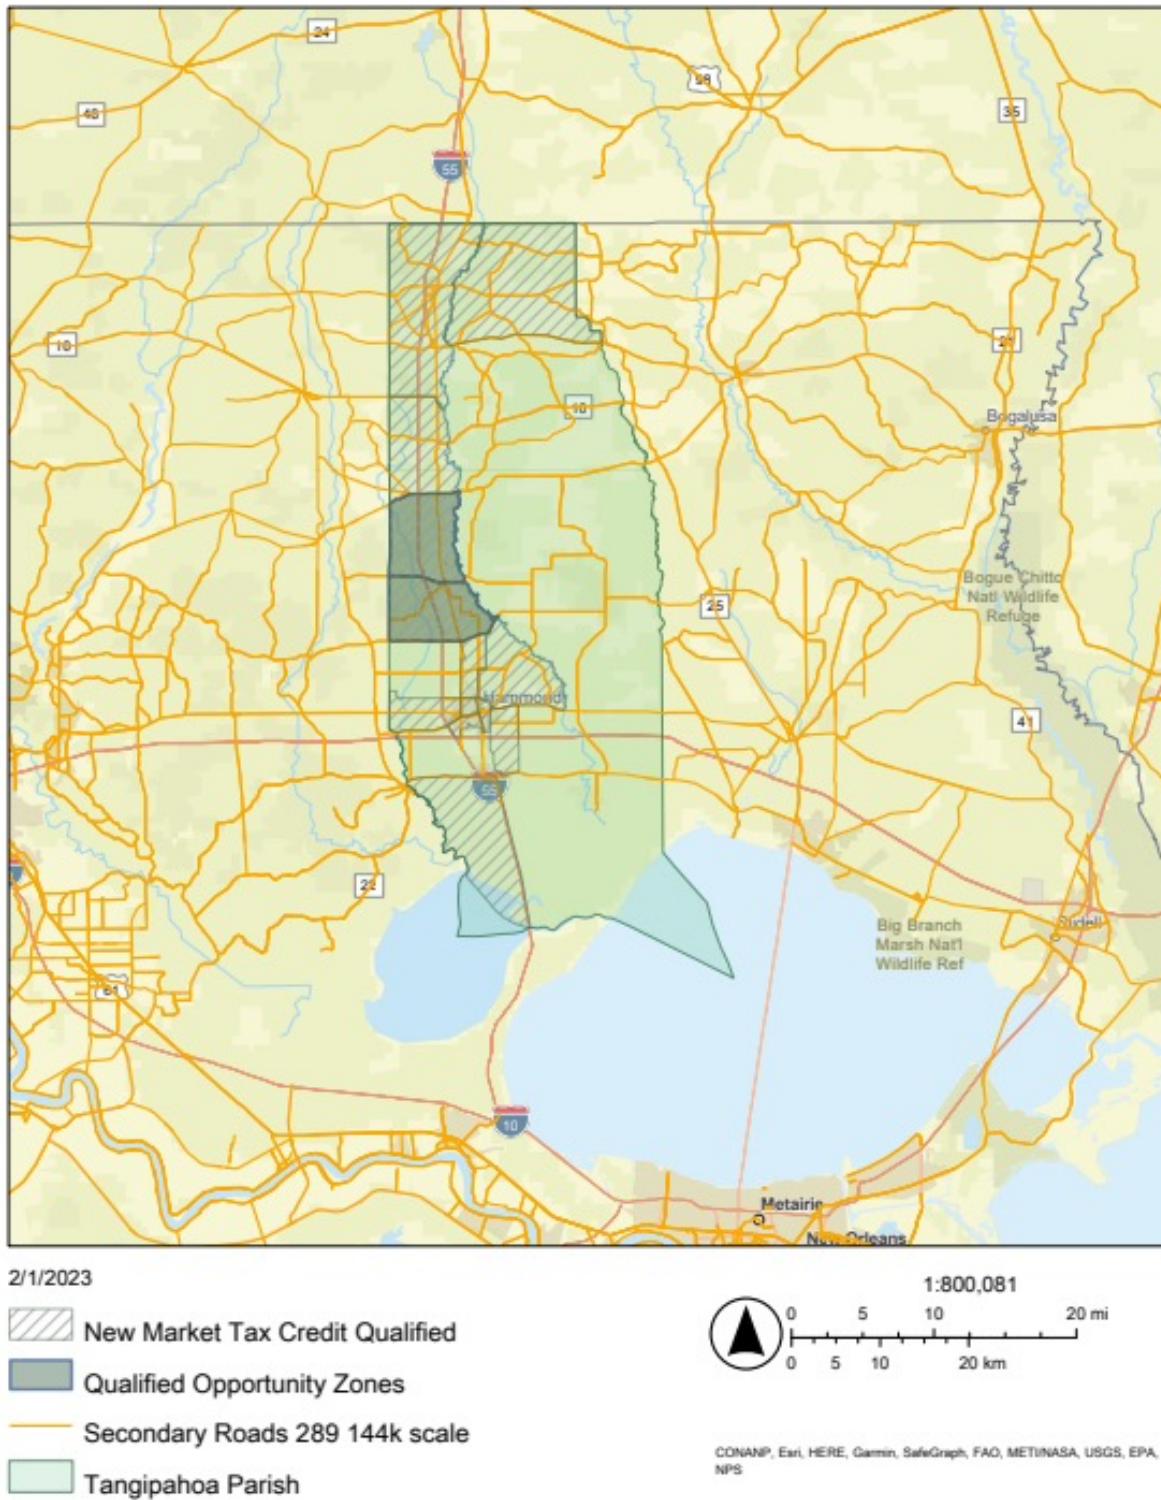 24
98
48
35
55
10
21
10
Bogalusa
Bogue Chitto
Natl Wildlife
Refuge
25
Hammond
41
55
22
Big Branch
Marsh Nat'l
Wildlife Ref
Slidell
61
10
Metairie
New Orleans
2/1/2023
New Market Tax Credit Qualified
Qualified Opportunity Zones
Secondary Roads 289 144k scale
Tangipahoa Parish
1:800,081
0 5 10 20 mi
0 5 10 20 km
CONANP, Esri, HERE, Garmin, SafeGraph, FAO, METI/NASA, USGS, EPA,
NPS